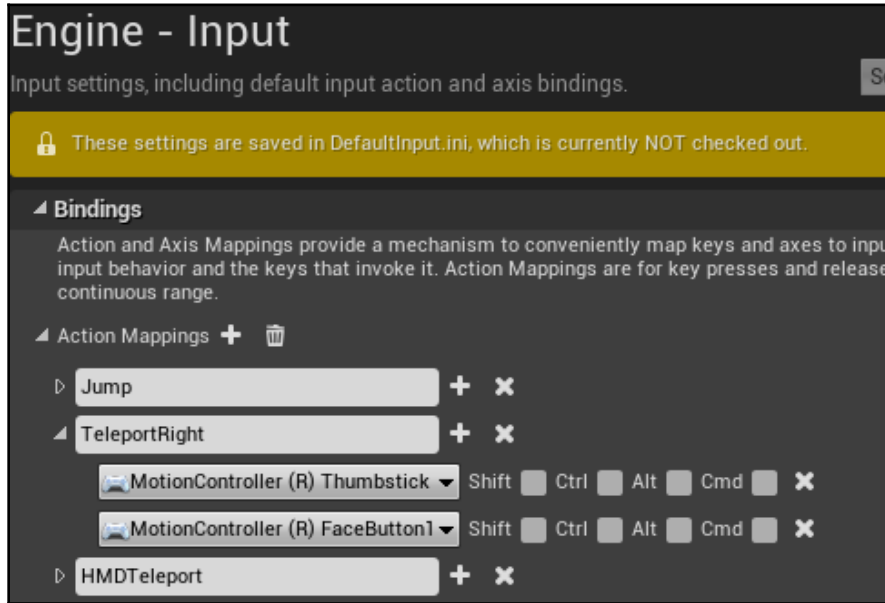 Engine - Input
Input settings, including default input action and axis bindings.
These settings are saved in DefaultInput.ini, which is currently NOT checked out.
Bindings
Action and Axis Mappings provide a mechanism to conveniently map keys and axes to
input behavior and the keys that invoke it. Action Mappings are for key presses and
continuous range.
Action Mappings
Jump
TeleportRight
MotionController (R) Thumbstick Shift Ctrl Alt Cmd
MotionController (R) FaceButton1 Shift Ctrl Alt Cmd
HMDTeleport